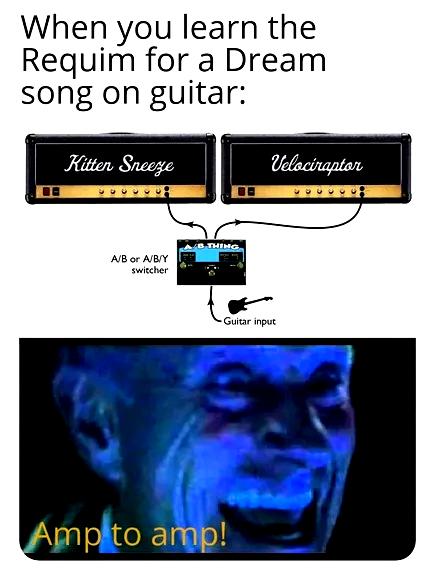 When you learn the
Requim for a Dream
song on guitar:
Kitten Sneeze
Velociraptor
A/B THING
A/B or A/B/Y
switcher
Guitar input
Amp to amp!